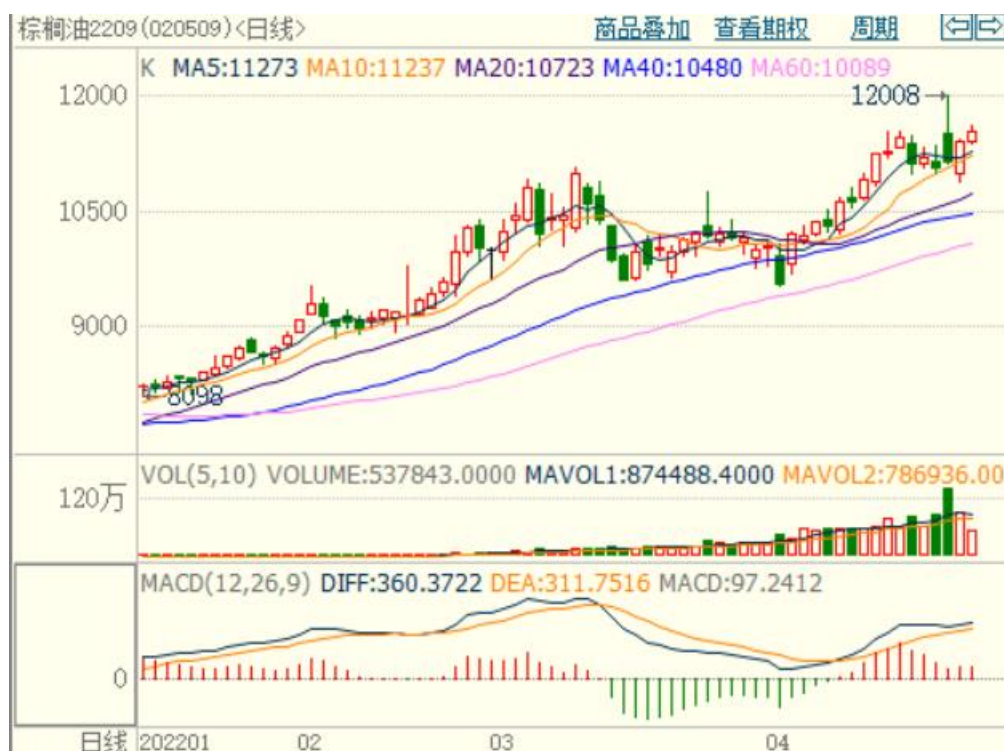 棕榈油2209(020509)<日线> 商品叠加 查看期权 周期
K MA5:11273 MA10:11237 MA20:10723 MA40:10480 MA60:10089
12000
12008
10500
9000
8098
VOL(5,10) VOLUME:537843.0000 MAVOL1:874488.4000 MAVOL2:786936.00
120万
MACD(12,26,9) DIFF:360.3722 DEA:311.7516 MACD:97.2412
0
日线 202201 02 03 04